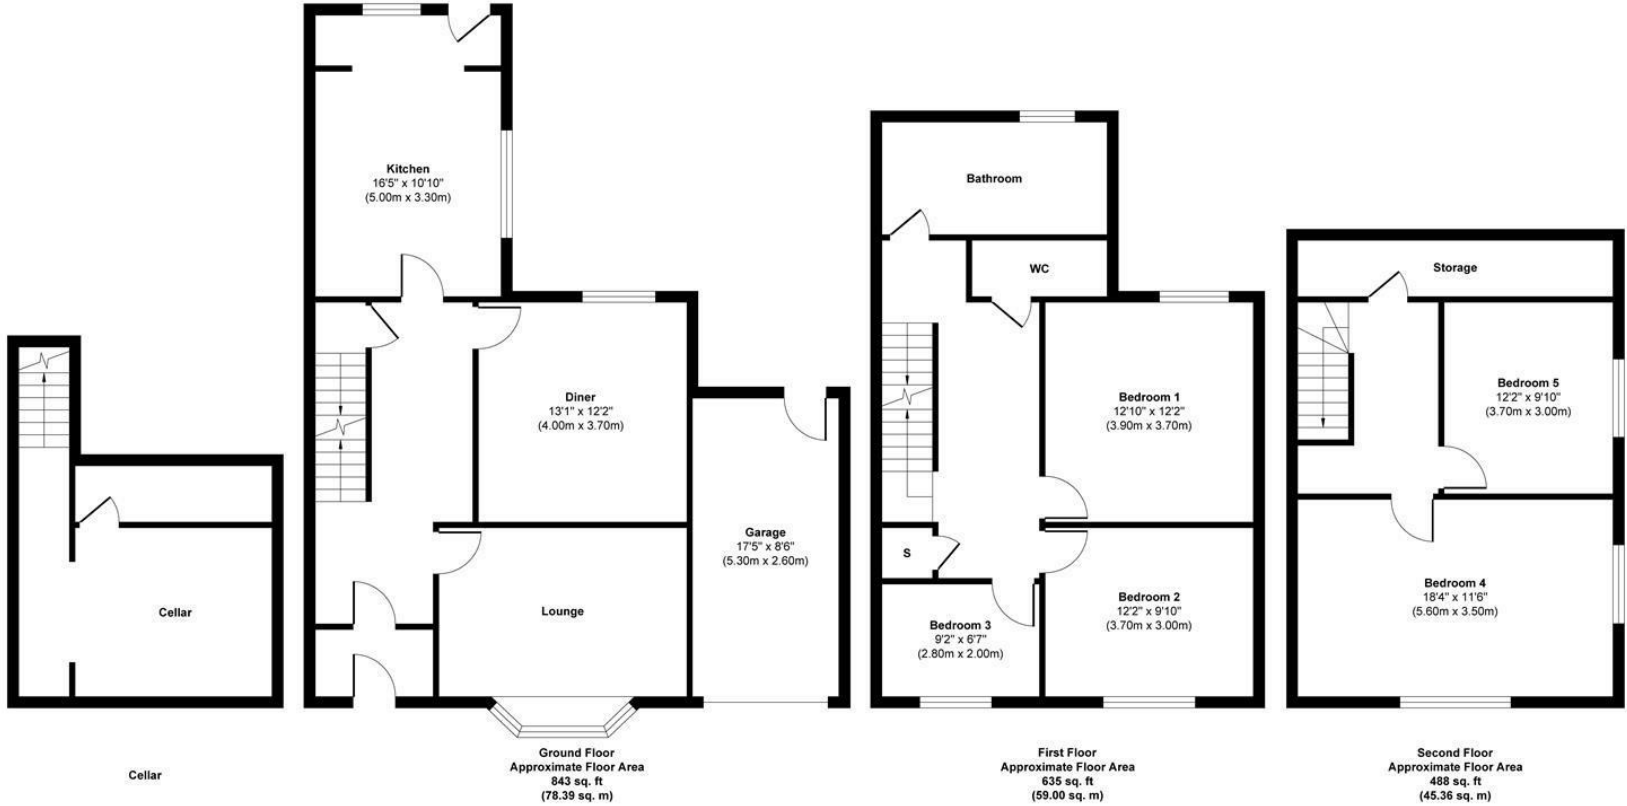 Cellar
Cellar
Kitchen
16'5" x 10'10"
(5.00m x 3.30m)
Diner
13'1" x 12'2"
(4.00m x 3.70m)
Lounge
Garage
17'5" x 8'6"
(5.30m x 2.60m)
Ground Floor
Approximate Floor Area
843 sq. ft
(78.39 sq. m)
Bathroom
WC
Bedroom 1
12'10" x 12'2"
(3.90m x 3.70m)
S
Bedroom 2
12'2" x 9'10"
(3.70m x 3.00m)
Bedroom 3
9'2" x 6'7"
(2.80m x 2.00m)
First Floor
Approximate Floor Area
635 sq. ft
(59.00 sq. m)
Storage
Bedroom 5
12'2" x 9'10"
(3.70m x 3.00m)
Bedroom 4
18'4" x 11'6"
(5.60m x 3.50m)
Second Floor
Approximate Floor Area
488 sq. ft
(45.36 sq. m)